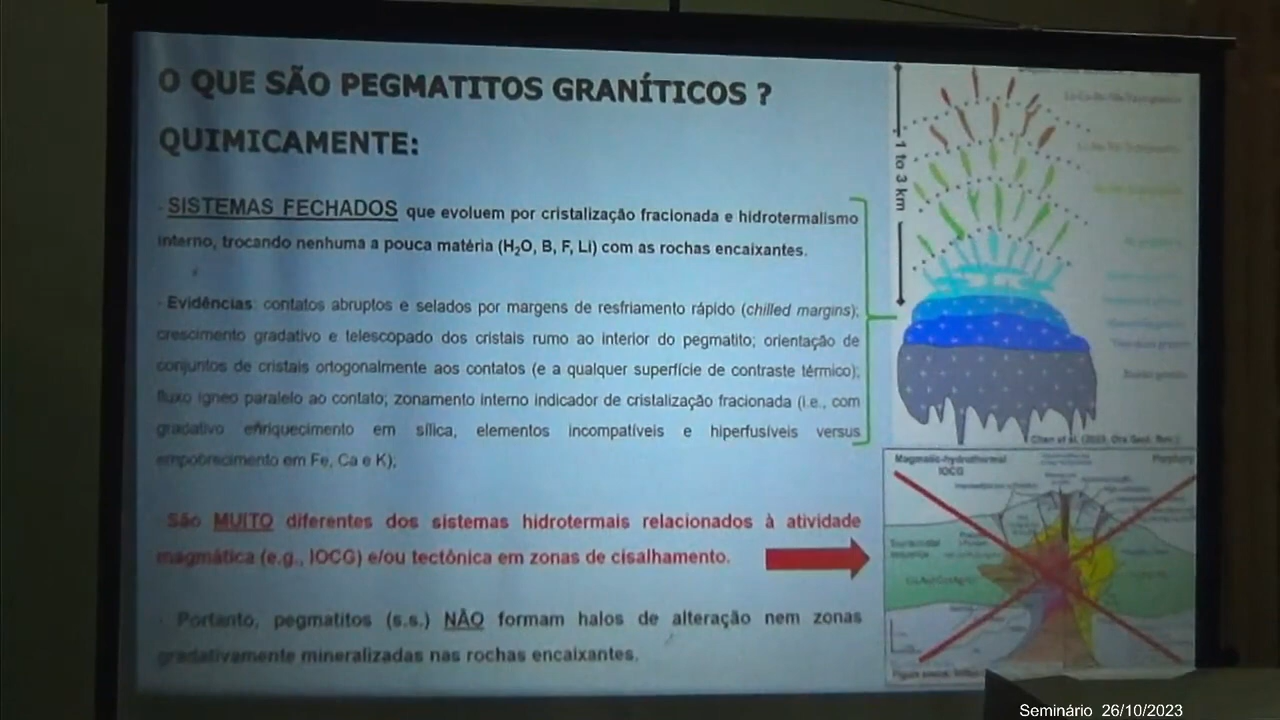 O QUE SÃO PEGMATITOS GRANÍTICOS ?
QUIMICAMENTE:
- SISTEMAS FECHADOS que evoluem por cristalização fracionada e hidrotermalismo
interno, trocando nenhuma a pouca matéria (H₂O, B, F, Li) com as rochas encaixantes.
- Evidências: contatos abruptos e selados por margens de resfriamento rápido (chilled margins);
crescimento gradativo e telescopado dos cristais rumo ao interior do pegmatito; orientação de
conjuntos de cristais ortogonalmente aos contatos (e a qualquer superfície de contraste térmico);
fluxo ígneo paralelo ao contato; zonamento interno indicador de cristalização fracionada (i.e., com
gradativo enriquecimento em sílica, elementos incompatíveis e hiperfusíveis versus
empobrecimento em Fe, Ca e K);
São MUITO diferentes dos sistemas hidrotermais relacionados à atividade
magmática (e.g., IOCG) e/ou tectônica em zonas de cisalhamento.
- Portanto, pegmatitos (s.s.) NÃO formam halos de alteração nem zonas
gradativamente mineralizadas nas rochas encaixantes.
1 to 3 km
Magmatic-hydrothermal
IOCG
Porphyry
Seminário 26/10/2023